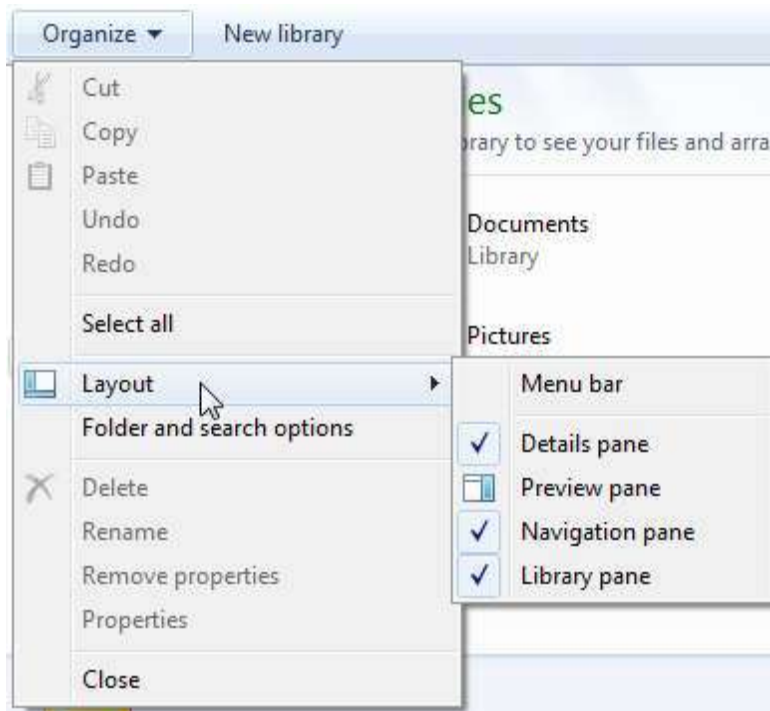 Organize New library
es
rary to see your files and arra
Documents
Library
Pictures
Cut
Copy
Paste
Undo
Redo
Select all
Layout
Folder and search options
Delete
Rename
Remove properties
Properties
Close
Menu bar
Details pane
Preview pane
Navigation pane
Library pane